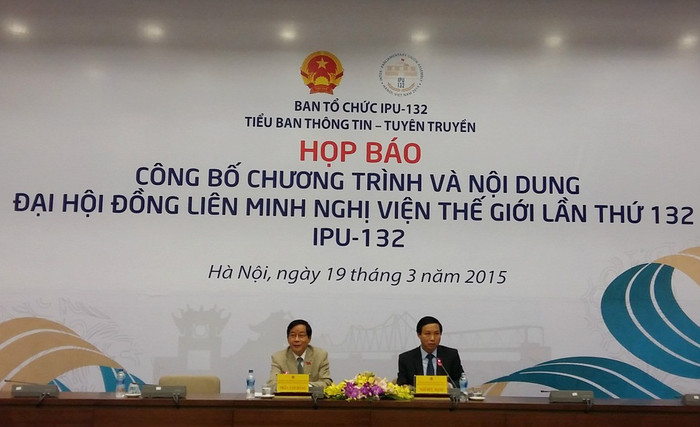 BAN TỔ CHỨC IPU-132
TIỂU BAN THÔNG TIN – TUYÊN TRUYỀN
HỌP BÁO
CÔNG BỐ CHƯƠNG TRÌNH VÀ NỘI DUNG
ĐẠI HỘI ĐỒNG LIÊN MINH NGHỊ VIỆN THẾ GIỚI LẦN THỨ 132
IPU-132
Hà Nội, ngày 19 tháng 3 năm 2015